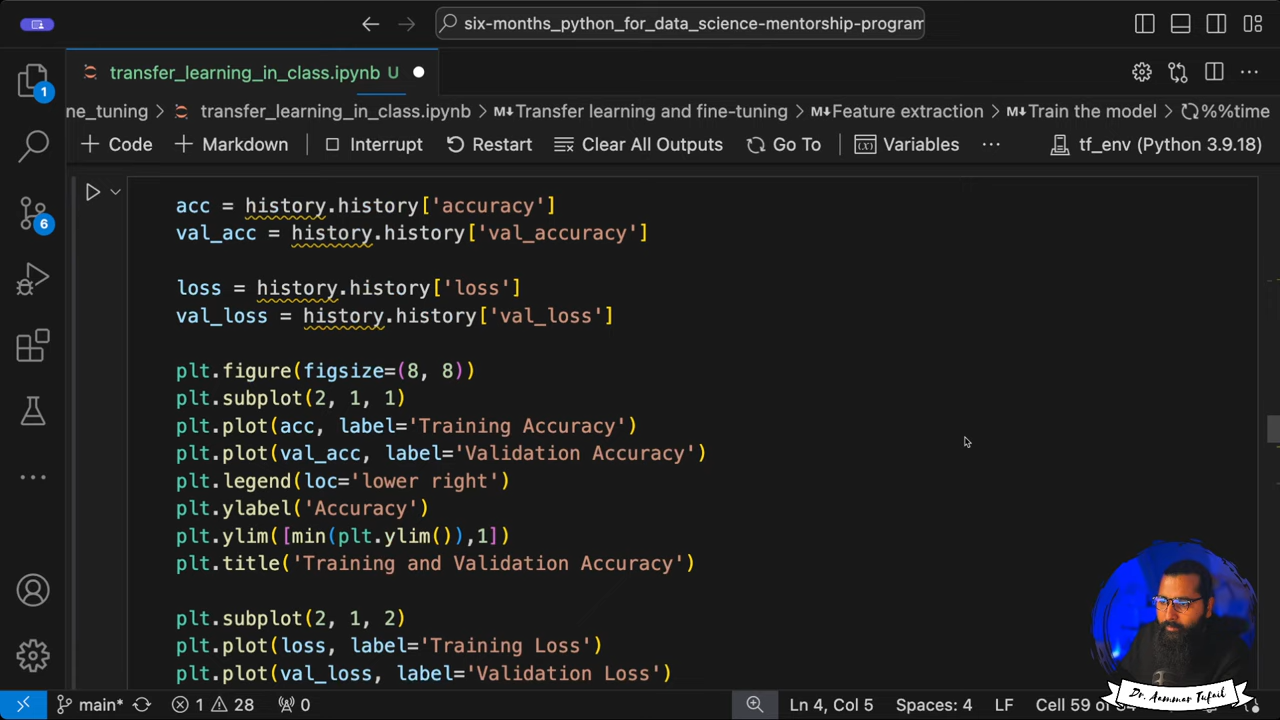 six-months_python_for_data_science-mentorship-program
transfer_learning_in_class.ipynb U
ne_tuning > transfer_learning_in_class.ipynb > Transfer learning and fine-tuning > Feature extraction > Train the model > %%time
+ Code + Markdown Interrupt Restart Clear All Outputs Go To Variables ... tf_env (Python 3.9.18)
1
6
acc = history.history['accuracy']
val_acc = history.history['val_accuracy']
loss = history.history['loss']
val_loss = history.history['val_loss']
plt.figure(figsize=(8, 8))
plt.subplot(2, 1, 1)
plt.plot(acc, label='Training Accuracy')
plt.plot(val_acc, label='Validation Accuracy')
plt.legend(loc='lower right')
plt.ylabel('Accuracy')
plt.ylim([min(plt.ylim()),1])
plt.title('Training and Validation Accuracy')
plt.subplot(2, 1, 2)
plt.plot(loss, label='Training Loss')
plt.plot(val_loss, label='Validation Loss')
Dr. Aammar Tufail
main* 1 28 0 Ln 4, Col 5 Spaces: 4 LF Cell 59 of